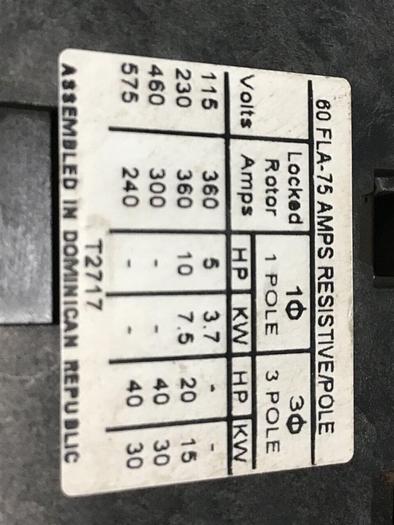 60 FLA-75 AMPS RESISTIVE/POLE
Volts Locked Rotor Amps 1Φ 1 POLE 3Φ 3 POLE
HP KW HP KW
115 360 5 3.7 - -
230 360 10 7.5 20 15
460 300 - - 40 30
575 240 - - 40 30
T2717
ASSEMBLED IN DOMINICAN REPUBLIC